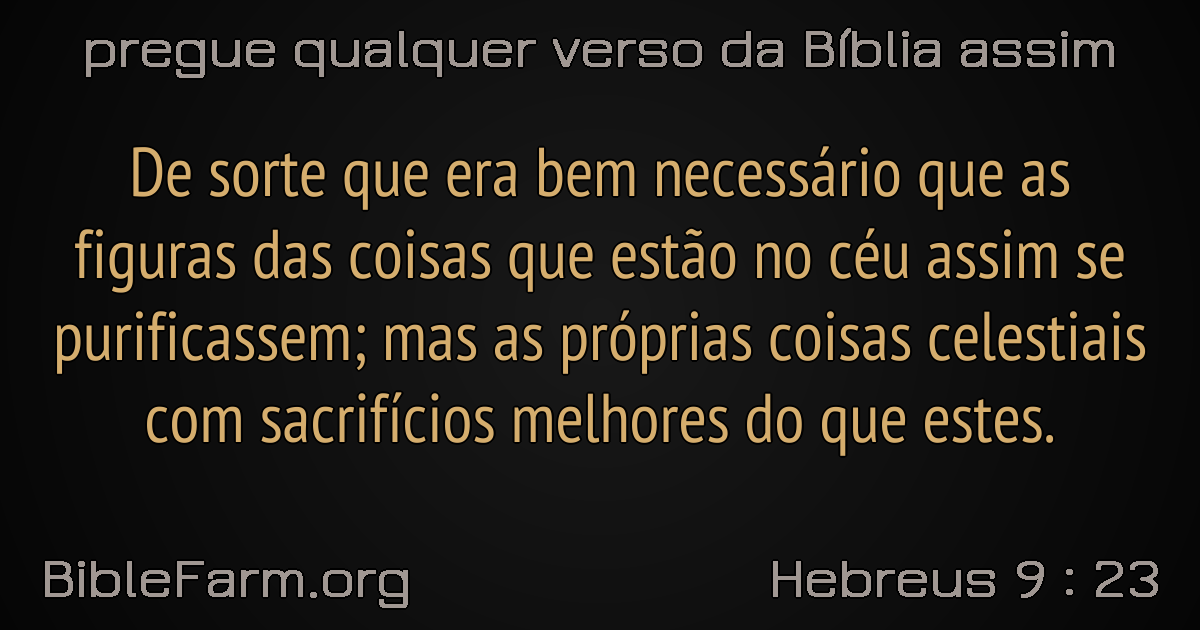 pregue qualquer verso da Bíblia assim
De sorte que era bem necessário que as
figuras das coisas que estão no céu assim se
purificassem; mas as próprias coisas celestiais
com sacrifícios melhores do que estes.
BibleFarm.org
Hebreus 9 : 23